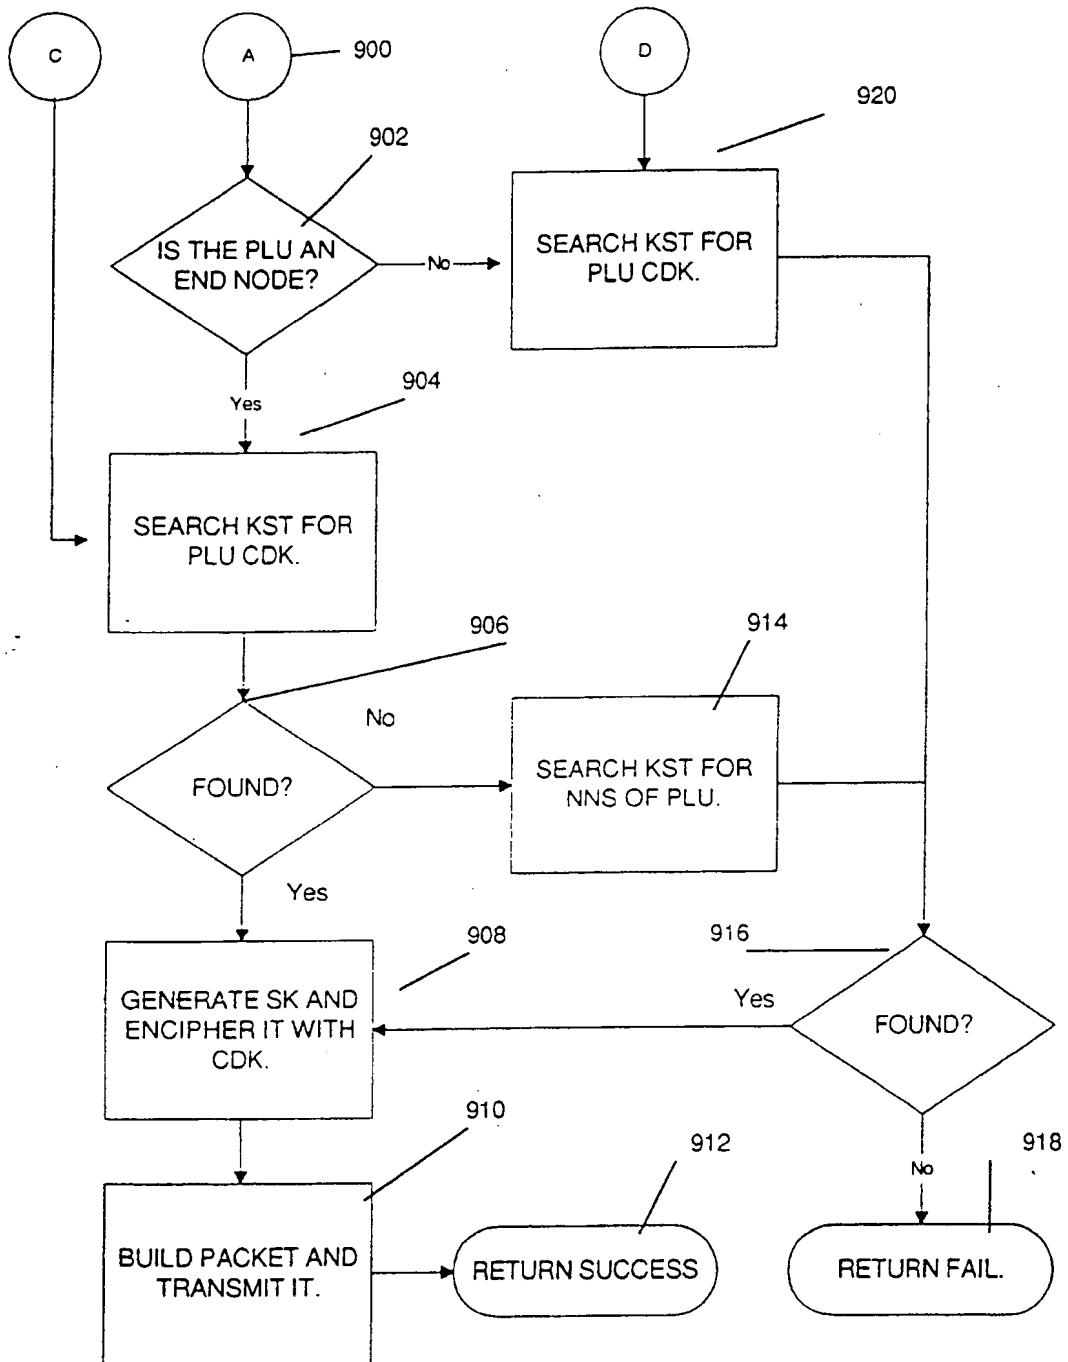 C
A
900
D
920
902
IS THE PLU AN
END NODE?
No
SEARCH KST FOR
PLU CDK.
Yes
904
SEARCH KST FOR
PLU CDK.
906
914
No
FOUND?
SEARCH KST FOR
NNS OF PLU.
Yes
908
916
GENERATE SK AND
ENCIPHER IT WITH
CDK.
Yes
FOUND?
910
912
918
No
BUILD PACKET AND
TRANSMIT IT.
RETURN SUCCESS
RETURN FAIL.